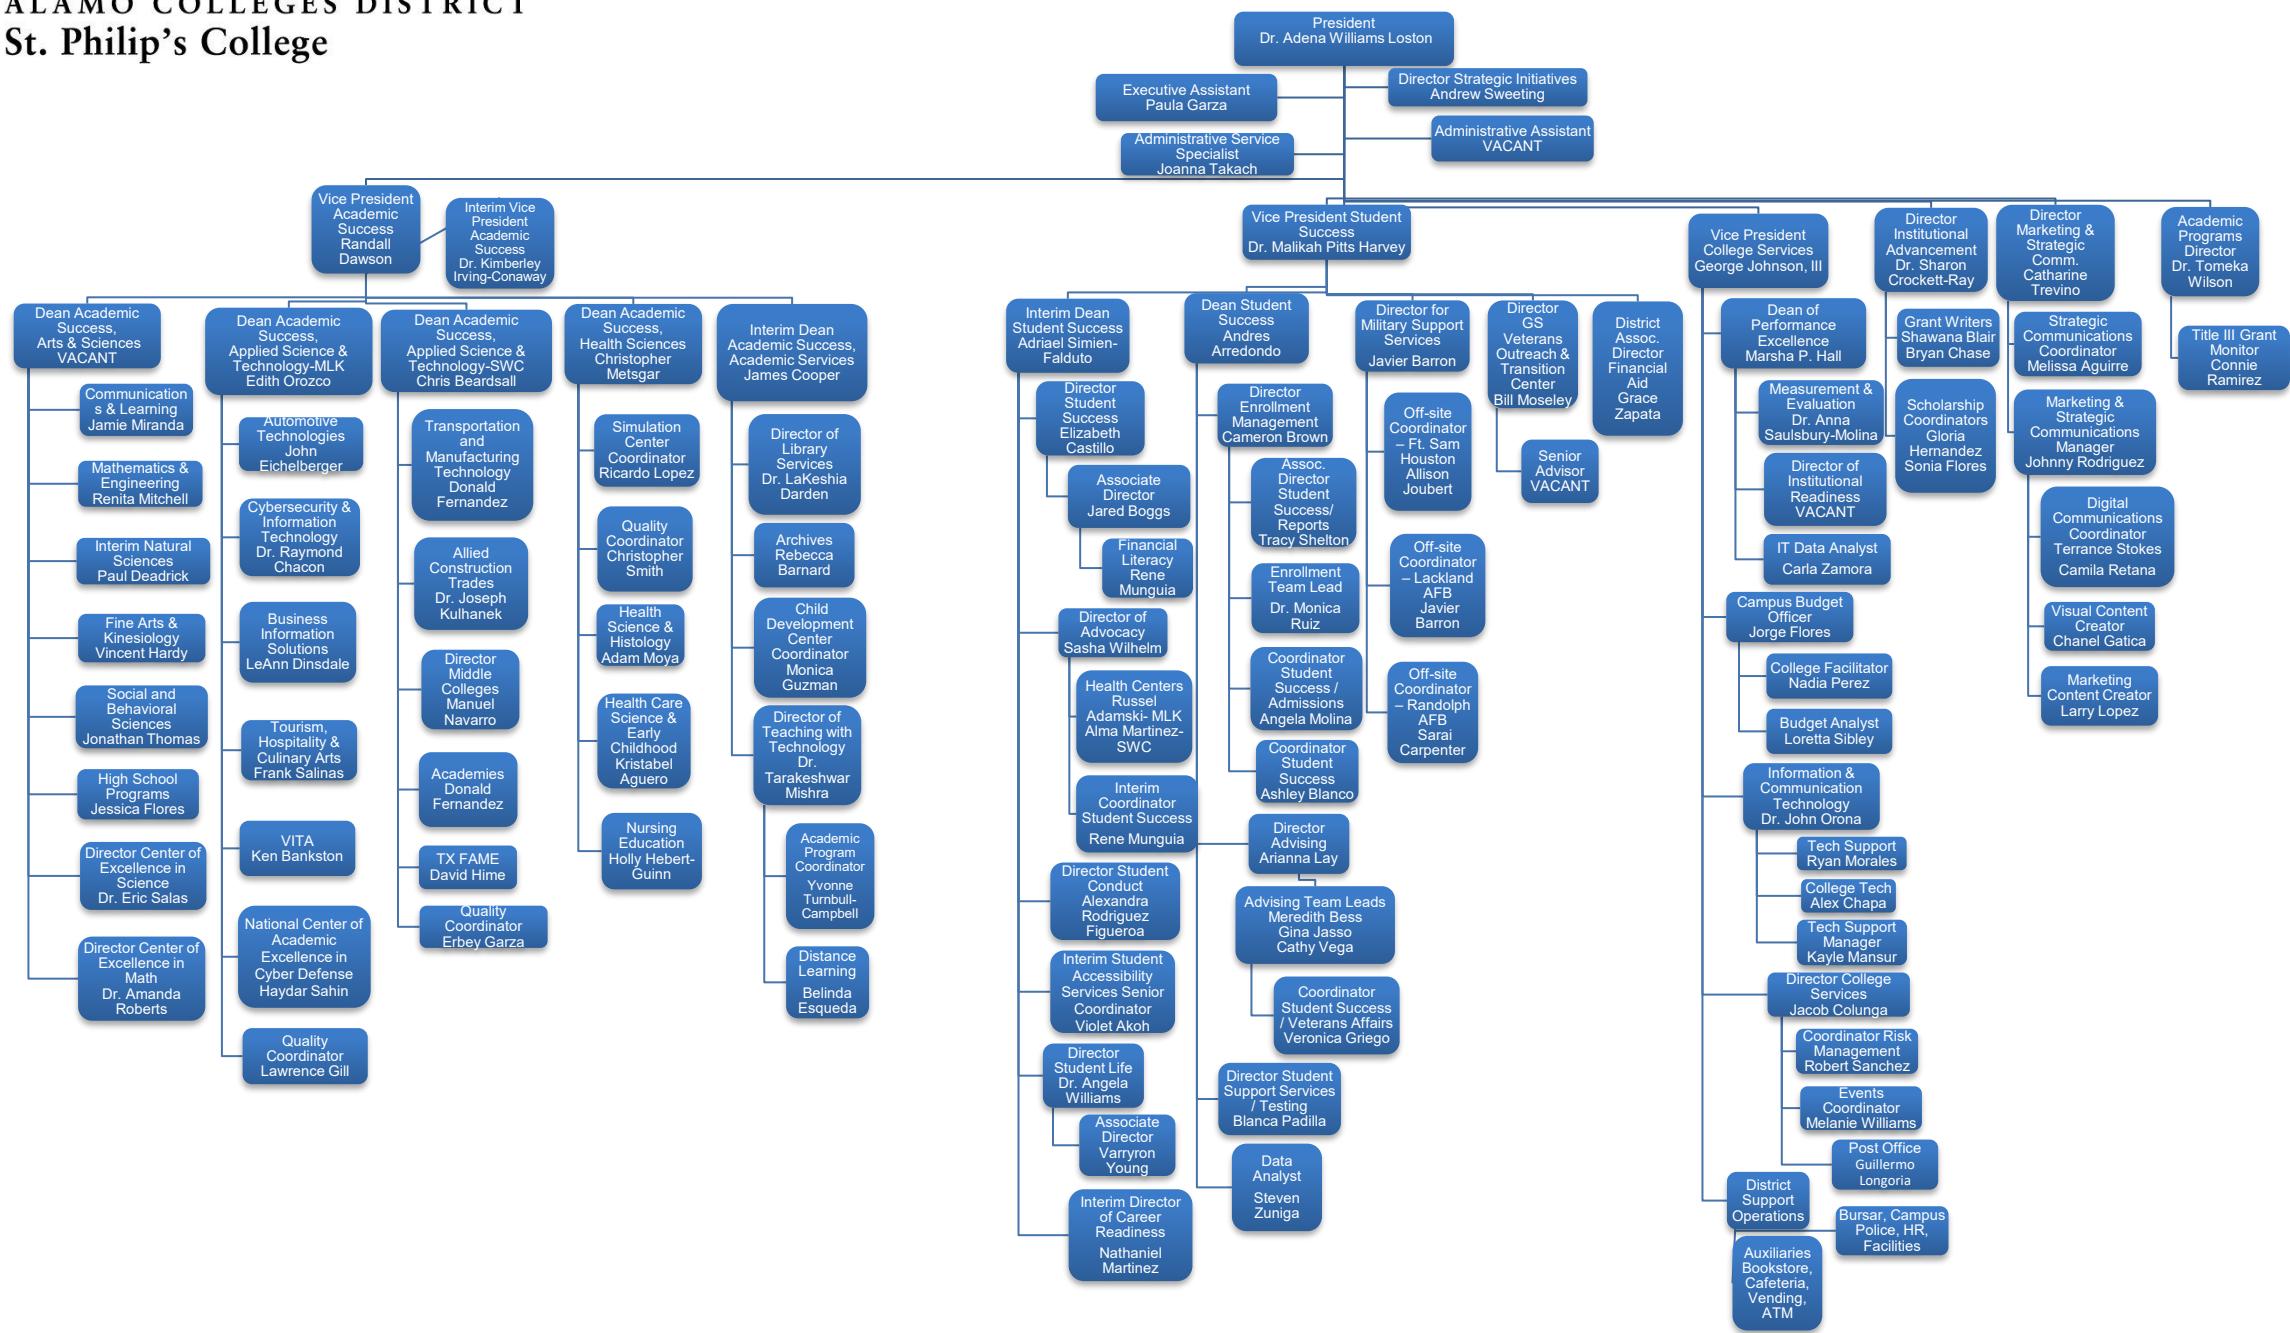 ALAMO COLLEGES DISTRICT
St. Philip's College
President
Dr. Adena Williams Loston
Executive Assistant
Paula Garza
Director Strategic Initiatives
Andrew Sweeting
Administrative Service
Specialist
Joanna Takach
Administrative Assistant
VACANT
Vice President
Academic
Success
Randall
Dawson
Interim Vice
President
Academic
Success
Dr. Kimberley
Irving-Conaway
Dean Academic
Success,
Arts & Sciences
VACANT
Communication
s & Learning
Jamie Miranda
Mathematics &
Engineering
Renita Mitchell
Interim Natural
Sciences
Paul Deadrick
Fine Arts &
Kinesiology
Vincent Hardy
Social and
Behavioral
Sciences
Jonathan Thomas
High School
Programs
Jessica Flores
Director Center of
Excellence in
Science
Dr. Eric Salas
Director Center of
Excellence in
Math
Dr. Amanda
Roberts
Dean Academic
Success,
Applied Science &
Technology-MLK
Edith Orozco
Automotive
Technologies
John
Eichelberger
Cybersecurity &
Information
Technology
Dr. Raymond
Chacon
Business
Information
Solutions
LeAnn Dinsdale
Tourism,
Hospitality &
Culinary Arts
Frank Salinas
VITA
Ken Bankston
National Center of
Academic
Excellence in
Cyber Defense
Haydar Sahin
Quality
Coordinator
Lawrence Gill
Dean Academic
Success,
Applied Science &
Technology-SWC
Chris Beardsall
Transportation
and
Manufacturing
Technology
Donald
Fernandez
Allied
Construction
Trades
Dr. Joseph
Kulhanek
Director
Middle
Colleges
Manuel
Navarro
Academies
Donald
Fernandez
TX FAME
David Hime
Quality
Coordinator
Erbey Garza
Dean Academic
Success,
Health Sciences
Christopher
Metsgar
Simulation
Center
Coordinator
Ricardo Lopez
Quality
Coordinator
Christopher
Smith
Health
Science &
Histology
Adam Moya
Health Care
Science &
Early
Childhood
Kristabel
Aguero
Nursing
Education
Holly Hebert-
Guinn
Interim Dean
Academic Success,
Academic Services
James Cooper
Director of
Library
Services
Dr. LaKeshia
Darden
Archives
Rebecca
Barnard
Child
Development
Center
Coordinator
Monica
Guzman
Director of
Teaching with
Technology
Dr.
Tarakeshwar
Mishra
Academic
Program
Coordinator
Yvonne
Turnbull-
Campbell
Distance
Learning
Belinda
Esqueda
Vice President Student
Success
Dr. Malikah Pitts Harvey
Interim Dean
Student Success
Adriael Simien-
Falduto
Director
Student
Success
Elizabeth
Castillo
Associate
Director
Jared Boggs
Financial
Literacy
Rene
Munguia
Director of
Advocacy
Sasha Wilhelm
Health Centers
Russel
Adamski- MLK
Alma Martinez-
SWC
Interim
Coordinator
Student Success
Rene Munguia
Director Student
Conduct
Alexandra
Rodriguez
Figueroa
Interim Student
Accessibility
Services Senior
Coordinator
Violet Akoh
Director
Student Life
Dr. Angela
Williams
Associate
Director
Varryron
Young
Interim Director
of Career
Readiness
Nathaniel
Martinez
Dean Student
Success
Andres
Arredondo
Director
Enrollment
Management
Cameron Brown
Assoc.
Director
Student
Success/
Reports
Tracy Shelton
Enrollment
Team Lead
Dr. Monica
Ruiz
Coordinator
Student
Success /
Admissions
Angela Molina
Coordinator
Student
Success
Ashley Blanco
Director
Advising
Arianna Lay
Advising Team Leads
Meredith Bess
Gina Jasso
Cathy Vega
Coordinator
Student Success
/ Veterans Affairs
Veronica Griego
Director Student
Support Services
/ Testing
Blanca Padilla
Data
Analyst
Steven
Zuniga
Director for
Military Support
Services
Javier Barron
Off-site
Coordinator
– Ft. Sam
Houston
Allison
Joubert
Off-site
Coordinator
– Lackland
AFB
Javier
Barron
Off-site
Coordinator
– Randolph
AFB
Sarai
Carpenter
Director
GS
Veterans
Outreach &
Transition
Center
Bill Moseley
Senior
Advisor
VACANT
District
Assoc.
Director
Financial
Aid
Grace
Zapata
Vice President
College Services
George Johnson, III
Dean of
Performance
Excellence
Marsha P. Hall
Measurement &
Evaluation
Dr. Anna
Saulsbury-Molina
Director of
Institutional
Readiness
VACANT
IT Data Analyst
Carla Zamora
Campus Budget
Officer
Jorge Flores
College Facilitator
Nadia Perez
Budget Analyst
Loretta Sibley
Information &
Communication
Technology
Dr. John Orona
Tech Support
Ryan Morales
College Tech
Alex Chapa
Tech Support
Manager
Kayle Mansur
Director College
Services
Jacob Colunga
Coordinator Risk
Management
Robert Sanchez
Events
Coordinator
Melanie Williams
Post Office
Guillermo
Longoria
District
Support
Operations
Bursar, Campus
Police, HR,
Facilities
Auxiliaries
Bookstore,
Cafeteria,
Vending,
ATM
Director
Institutional
Advancement
Dr. Sharon
Crockett-Ray
Grant Writers
Shawana Blair
Bryan Chase
Scholarship
Coordinators
Gloria
Hernandez
Sonia Flores
Director
Marketing &
Strategic
Comm.
Catharine
Trevino
Strategic
Communications
Coordinator
Melissa Aguirre
Marketing &
Strategic
Communications
Manager
Johnny Rodriguez
Digital
Communications
Coordinator
Terrance Stokes
Camila Retana
Visual Content
Creator
Chanel Gatica
Marketing
Content Creator
Larry Lopez
Academic
Programs
Director
Dr. Tomeka
Wilson
Title III Grant
Monitor
Connie
Ramirez